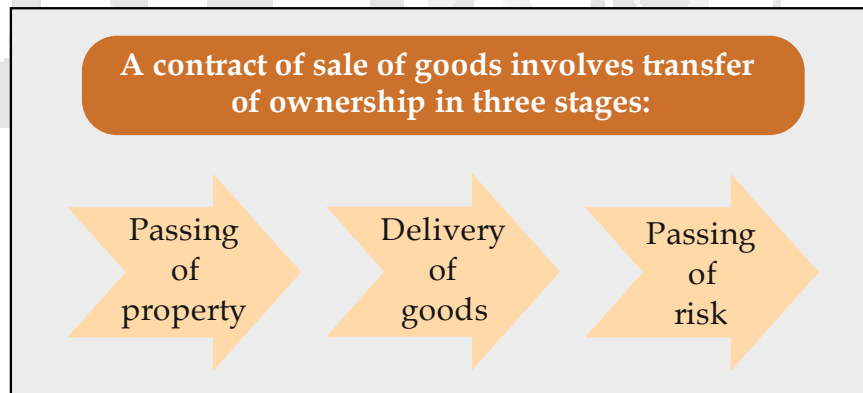 A contract of sale of goods involves transfer
of ownership in three stages:
Passing
of
property
Delivery
of
goods
Passing
of
risk